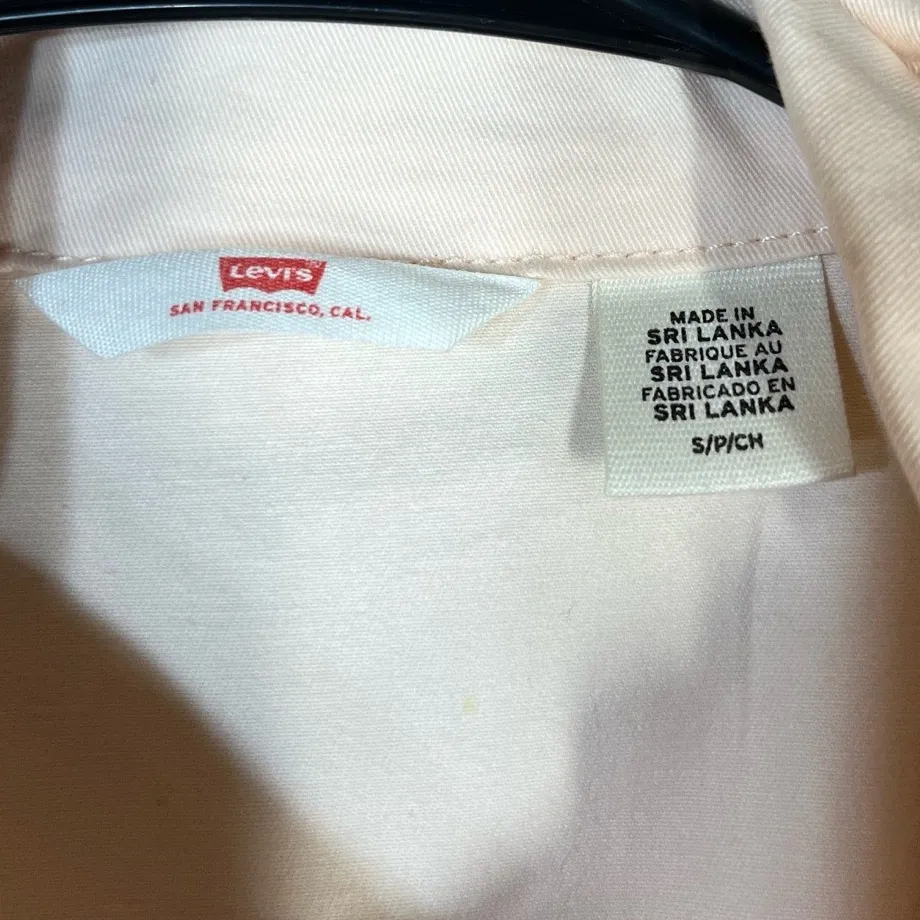 Levi's
SAN FRANCISCO, CAL.
MADE IN
SRI LANKA
FABRIQUE AU
SRI LANKA
FABRICADO EN
SRI LANKA
S/P/CH